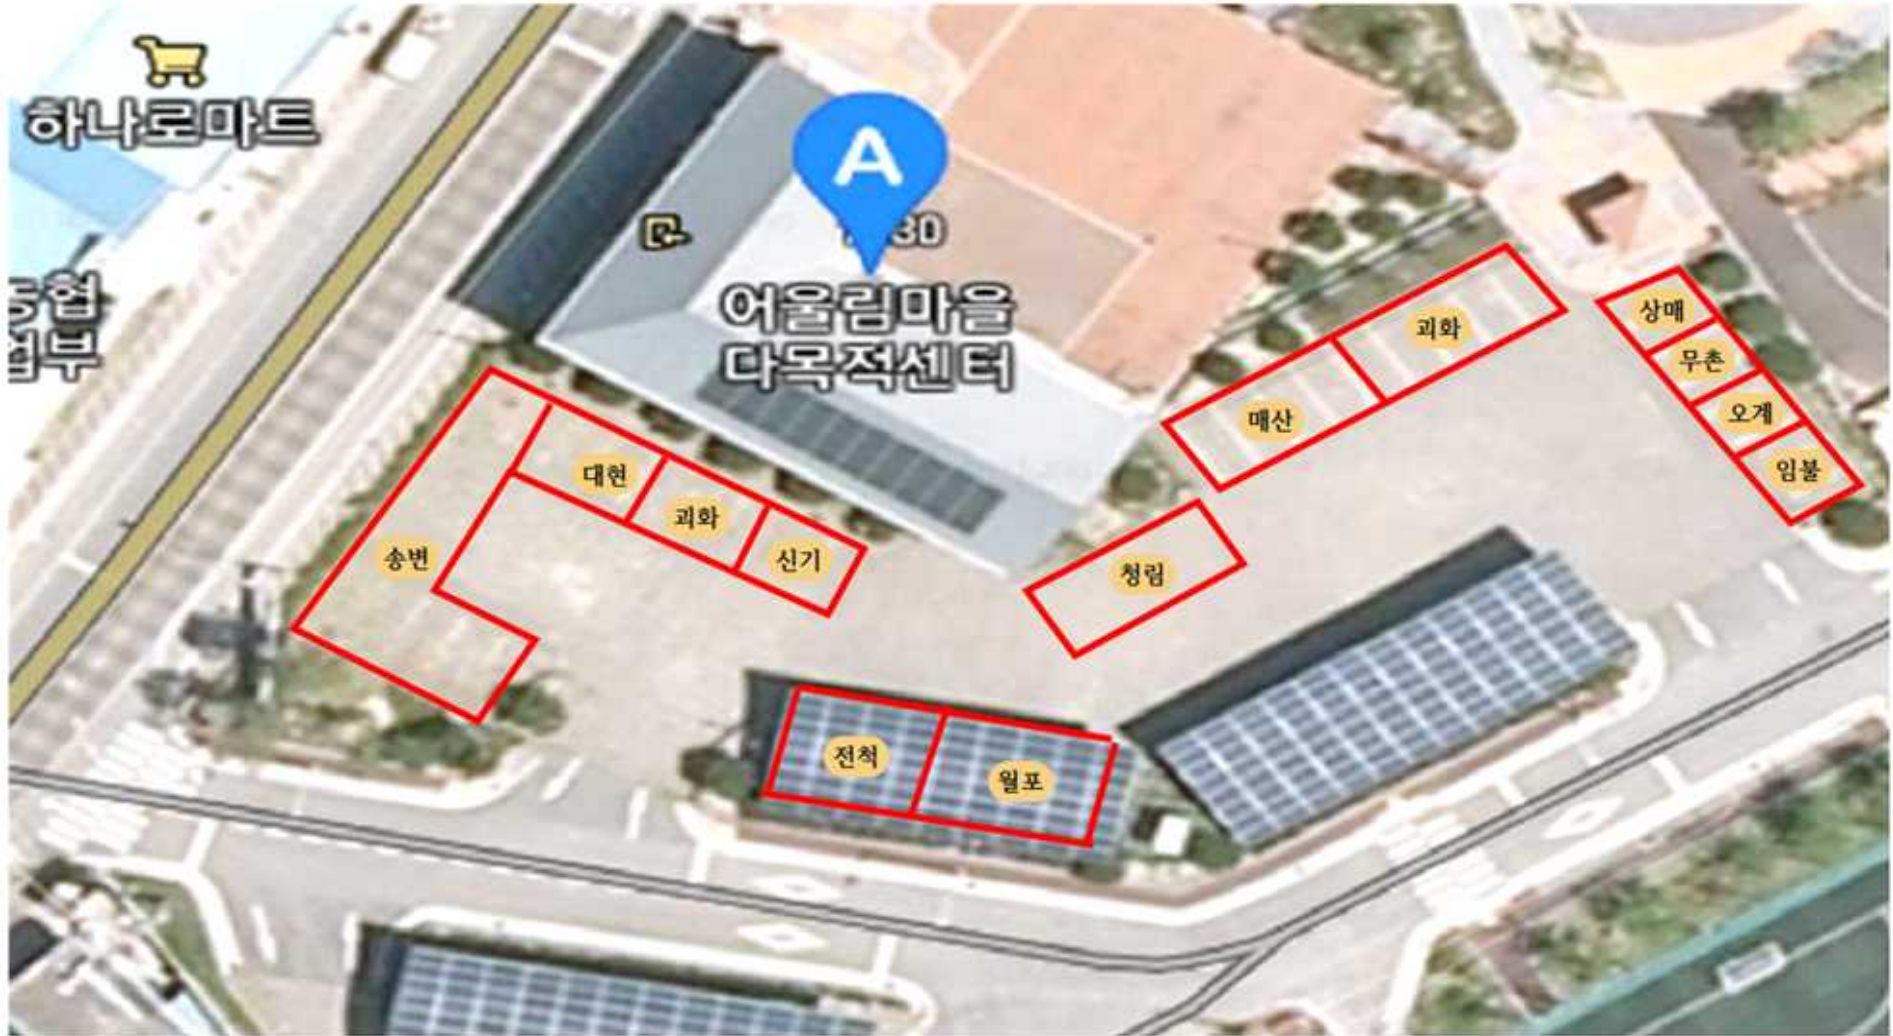 하나로마트
A
어울림마을
다목적센터
상매
괴화
무촌
매산
오계
임불
대현
괴화
신기
송변
청림
전척
월포